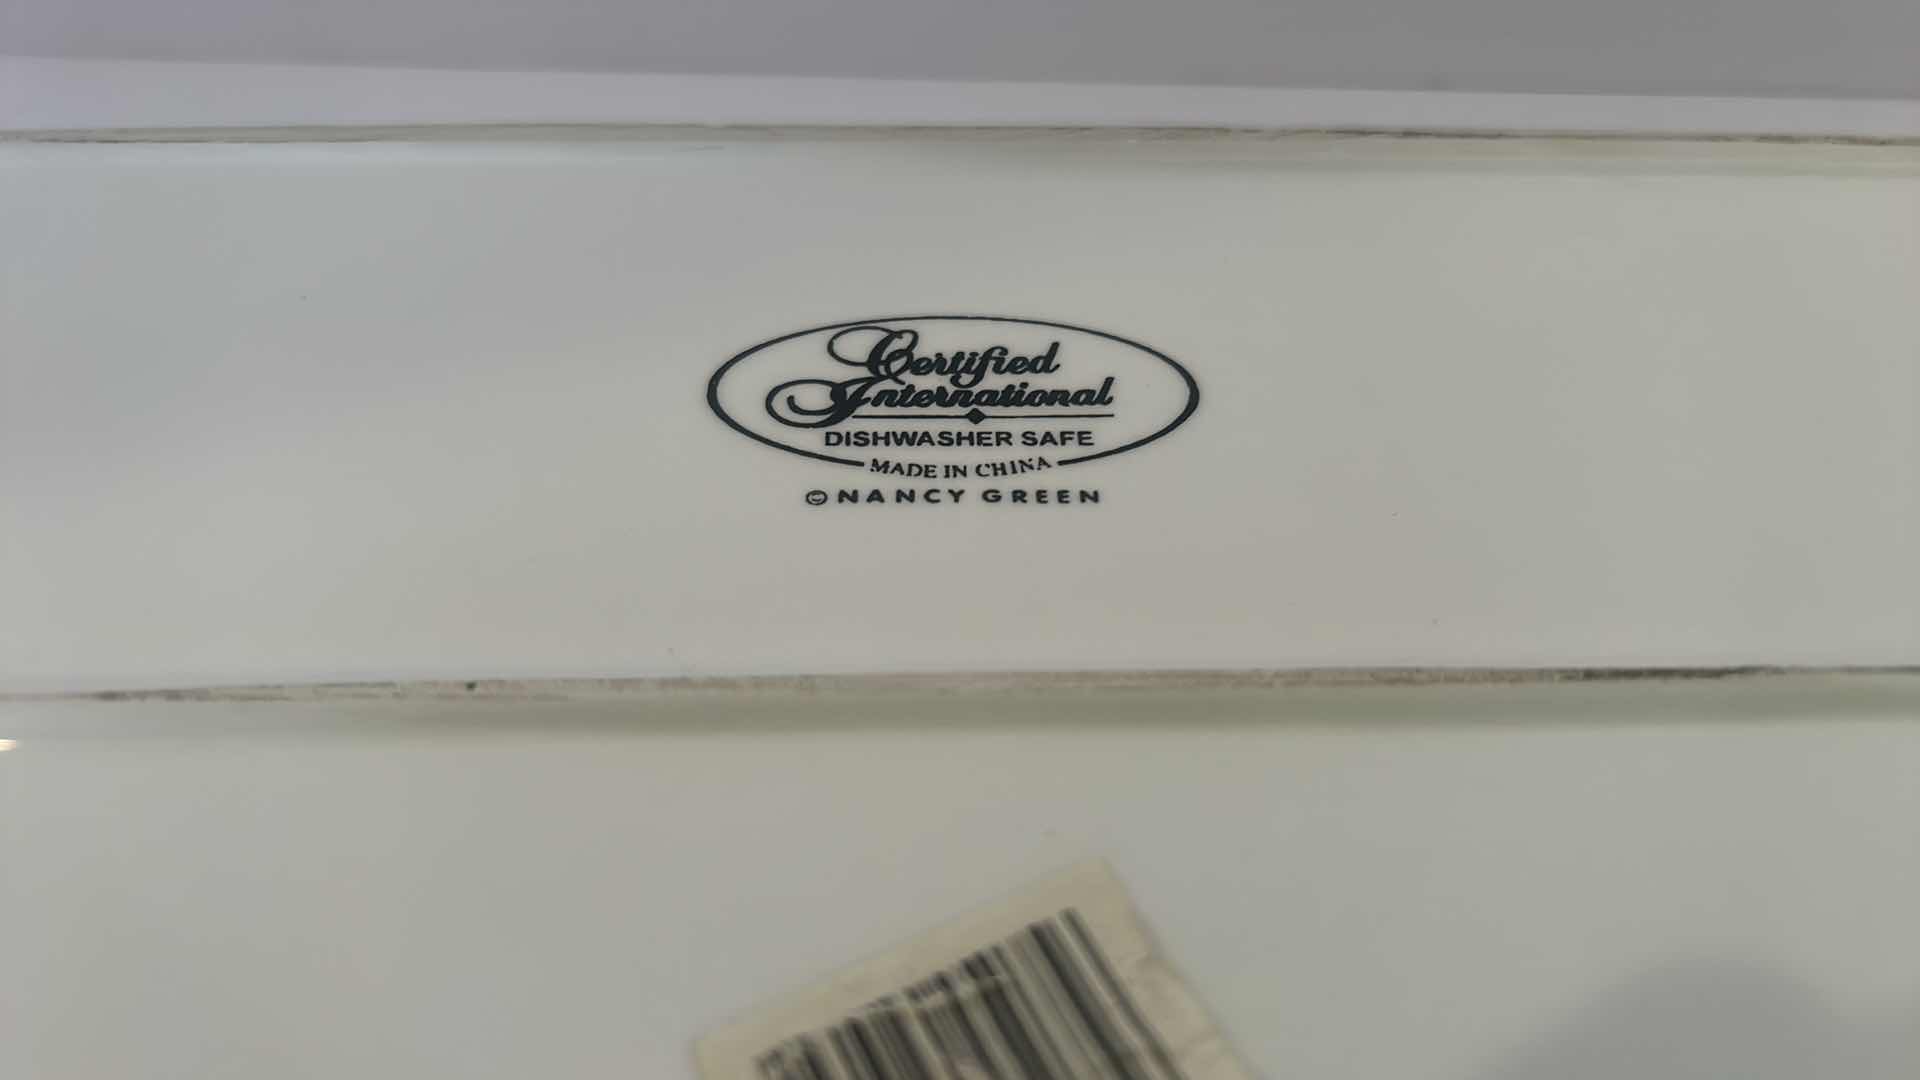 Certified
International
DISHWASHER SAFE
MADE IN CHINA
©NANCY GREEN